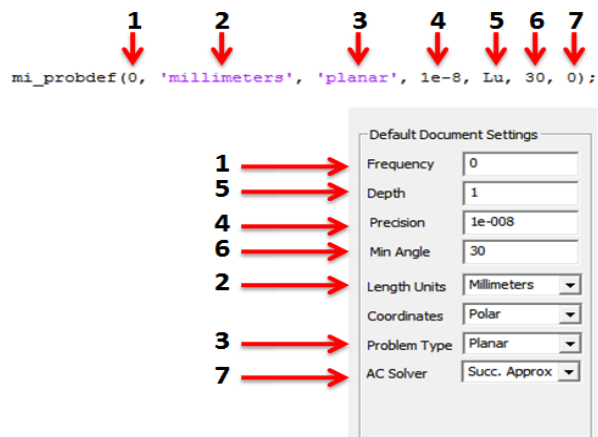 1 2 3 4 5 6 7
mi_probdef(0, 'millimeters', 'planar', 1e-8, Lu, 30, 0);
Default Document Settings
1 Frequency 0
5 Depth 1
4 Precision 1e-008
6 Min Angle 30
2 Length Units Millimeters
Coordinates Polar
3 Problem Type Planar
7 AC Solver Succ. Approx